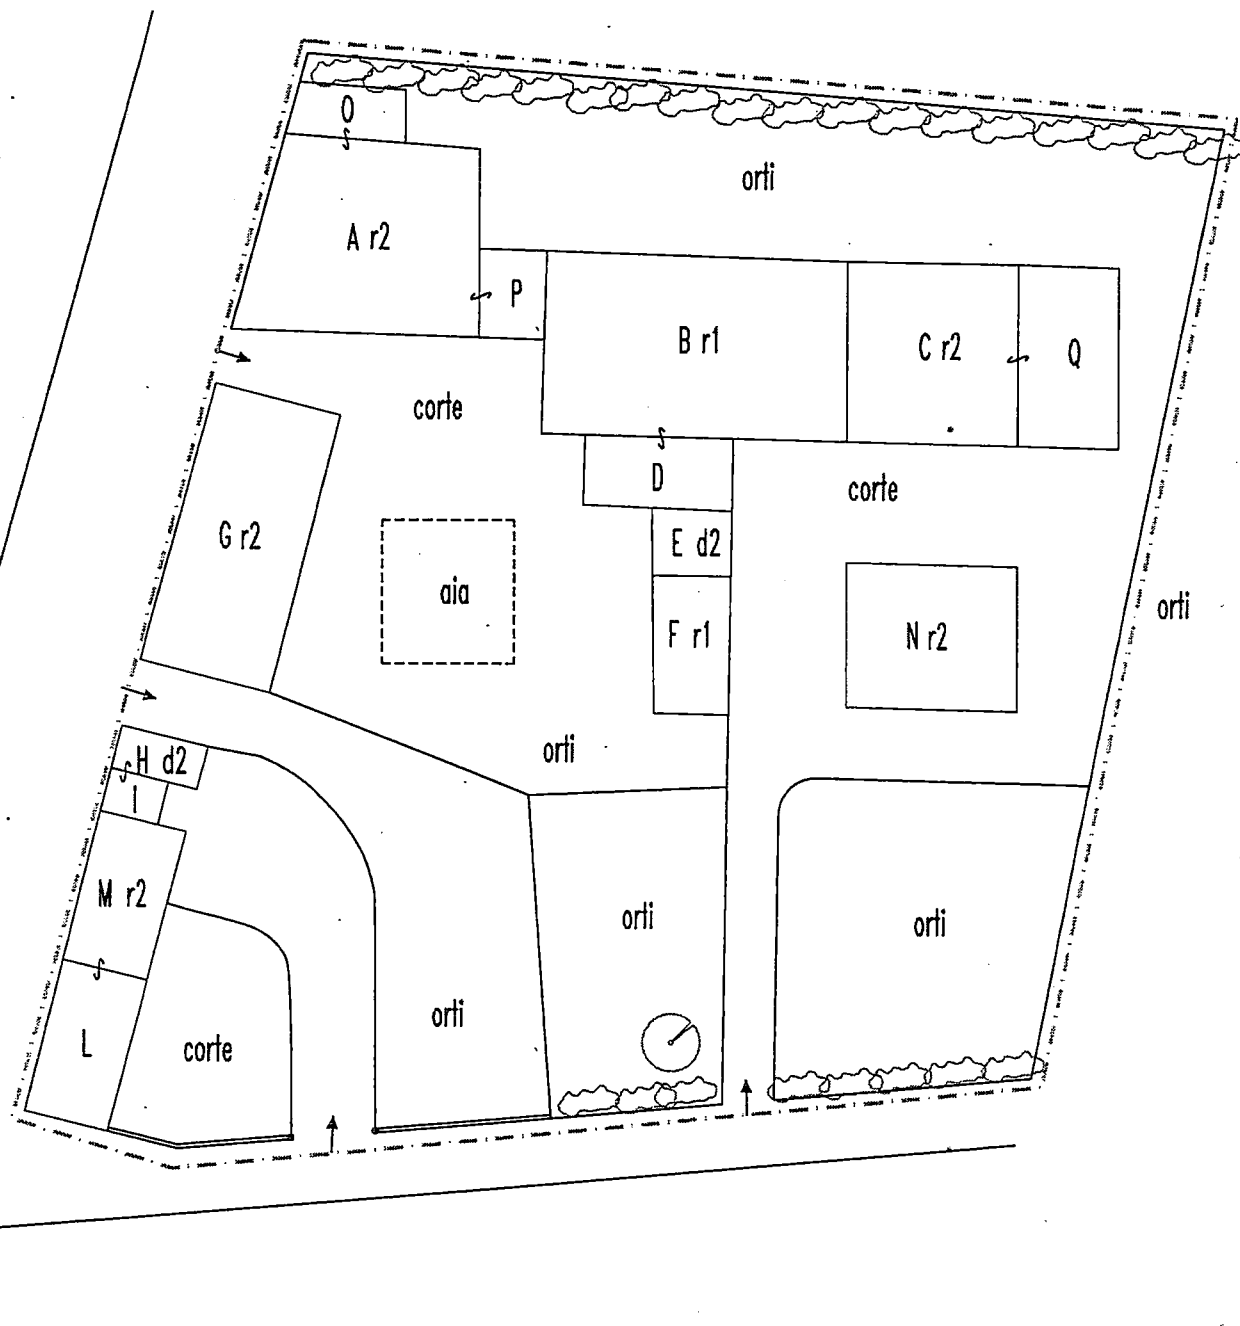 O
orti
A r2
P
B r1
C r2
Q
corte
D
corte
G r2
E d2
aia
orti
F r1
N r2
orti
H d2
I
M r2
orti
orti
orti
L
corte